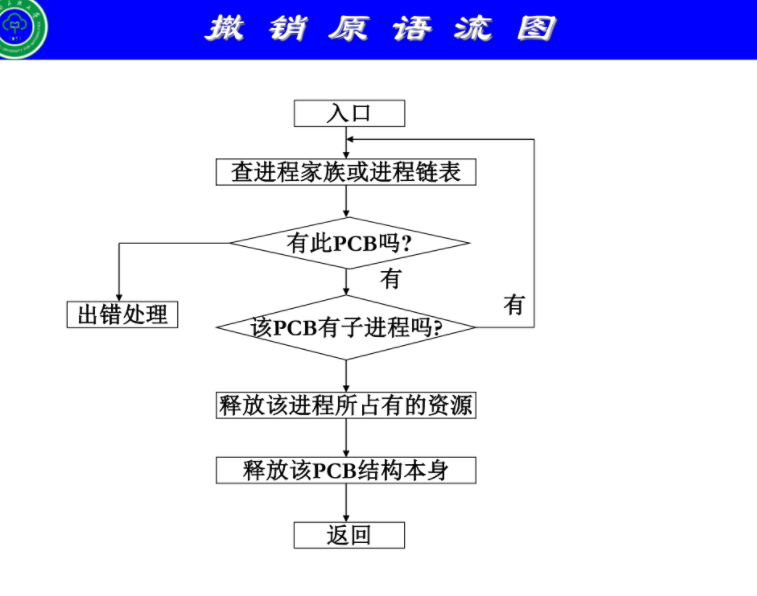 撤销原语流图
入口
查进程家族或进程链表
有此PCB吗?
有
出错处理
该PCB有子进程吗?
有
释放该进程所占有的资源
释放该PCB结构本身
返回